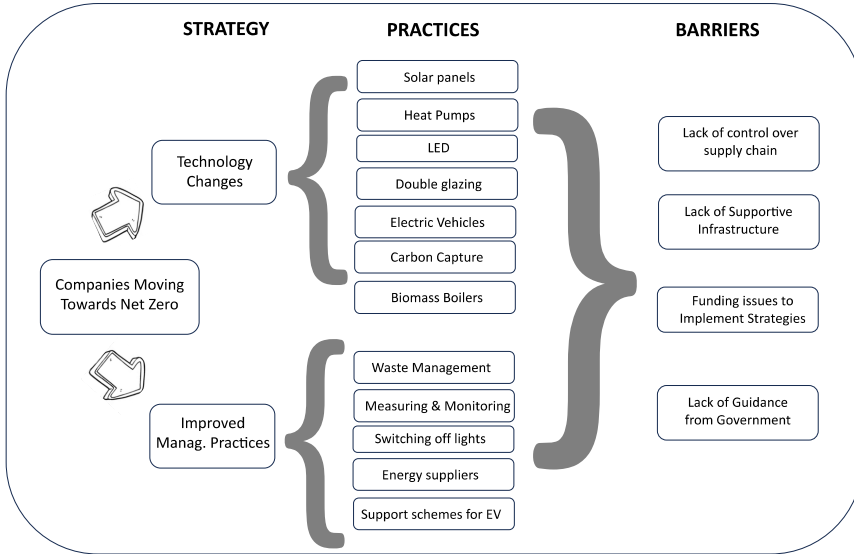 STRATEGY
PRACTICES
BARRIERS
Companies Moving
Towards Net Zero
Technology
Changes
Improved
Manag. Practices
Solar panels
Heat Pumps
LED
Double glazing
Electric Vehicles
Carbon Capture
Biomass Boilers
Waste Management
Measuring & Monitoring
Switching off lights
Energy suppliers
Support schemes for EV
Lack of control over
supply chain
Lack of Supportive
Infrastructure
Funding issues to
Implement Strategies
Lack of Guidance
from Government